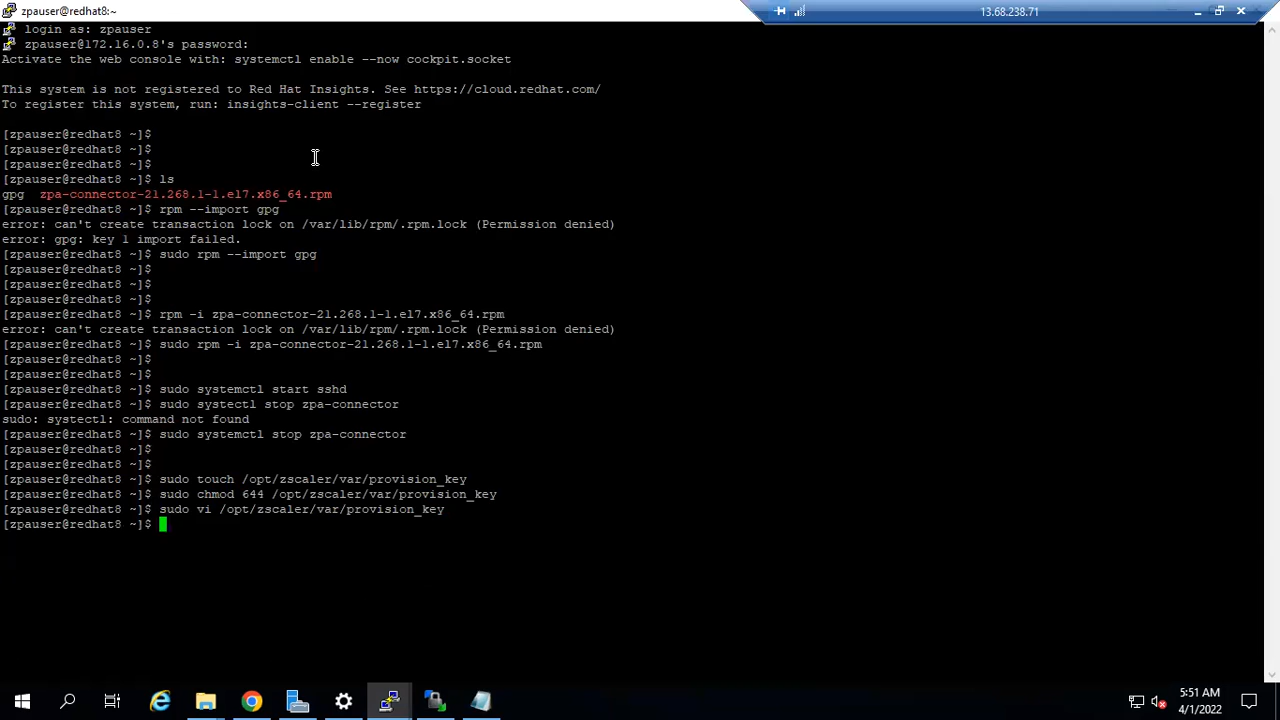 zpauser@redhat8:~
13.68.238.71
login as: zpauser
zpauser@172.16.0.8's password:
Activate the web console with: systemctl enable --now cockpit.socket
This system is not registered to Red Hat Insights. See https://cloud.redhat.com/
To register this system, run: insights-client --register
[zpauser@redhat8 ~]$
[zpauser@redhat8 ~]$
[zpauser@redhat8 ~]$
[zpauser@redhat8 ~]$ ls
gpg  zpa-connector-21.268.1-1.el7.x86_64.rpm
[zpauser@redhat8 ~]$ rpm --import gpg
error: can't create transaction lock on /var/lib/rpm/.rpm.lock (Permission denied)
error: gpg: key 1 import failed.
[zpauser@redhat8 ~]$ sudo rpm --import gpg
[zpauser@redhat8 ~]$
[zpauser@redhat8 ~]$
[zpauser@redhat8 ~]$
[zpauser@redhat8 ~]$ rpm -i zpa-connector-21.268.1-1.el7.x86_64.rpm
error: can't create transaction lock on /var/lib/rpm/.rpm.lock (Permission denied)
[zpauser@redhat8 ~]$ sudo rpm -i zpa-connector-21.268.1-1.el7.x86_64.rpm
[zpauser@redhat8 ~]$
[zpauser@redhat8 ~]$
[zpauser@redhat8 ~]$ sudo systemctl start sshd
[zpauser@redhat8 ~]$ sudo systectl stop zpa-connector
sudo: systectl: command not found
[zpauser@redhat8 ~]$ sudo systemctl stop zpa-connector
[zpauser@redhat8 ~]$
[zpauser@redhat8 ~]$
[zpauser@redhat8 ~]$ sudo touch /opt/zscaler/var/provision_key
[zpauser@redhat8 ~]$ sudo chmod 644 /opt/zscaler/var/provision_key
[zpauser@redhat8 ~]$ sudo vi /opt/zscaler/var/provision_key
[zpauser@redhat8 ~]$
5:51 AM
4/1/2022